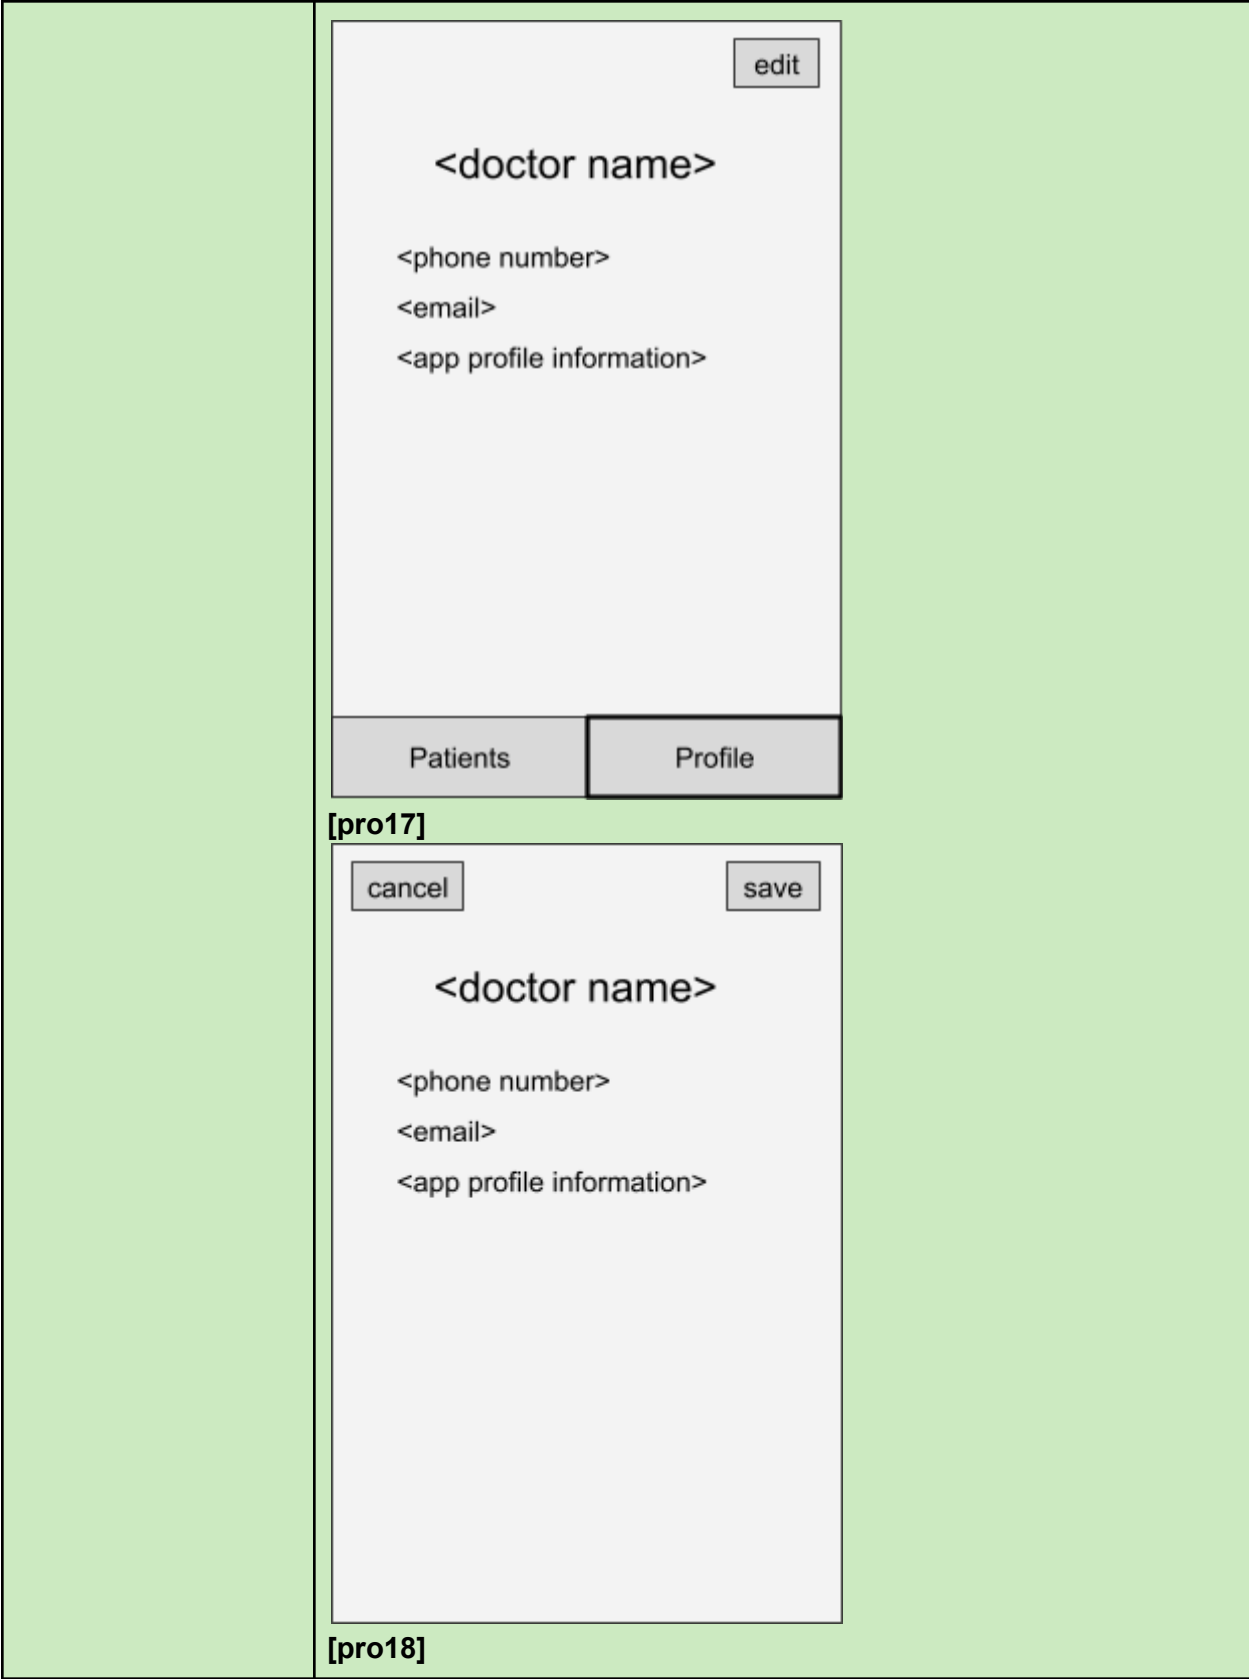 edit
<doctor name>
<phone number>
<email>
<app profile information>
Patients Profile
[pro17]
cancel save
<doctor name>
<phone number>
<email>
<app profile information>
[pro18]